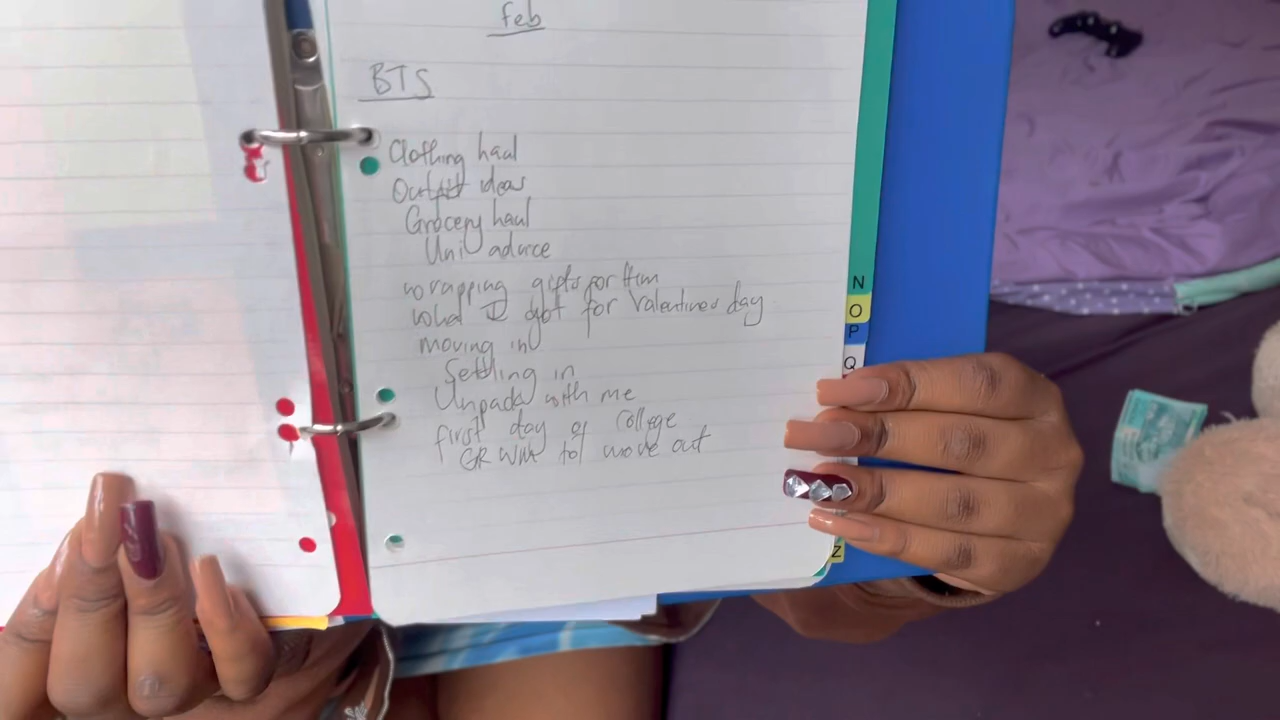 Feb
BTS
Clothing haul
Outfit ideas
Grocery haul
Uni advice
wrapping gifts for Him
what I got for Valentines day
moving in
Settling in
Unpack with me
first day of College
GRWM to move out
N
O
P
Q
Z